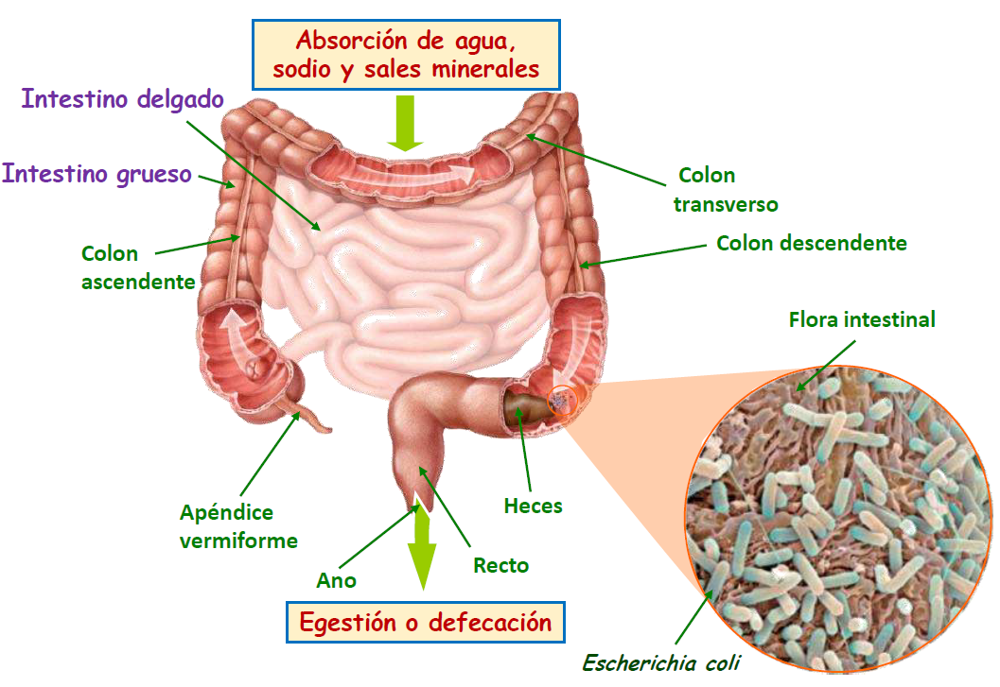 Absorción de agua,
sodio y sales minerales
Intestino delgado
Intestino grueso
Colon
transverso
Colon
ascendente
Colon descendente
Flora intestinal
Apéndice
vermiforme
Heces
Recto
Ano
Egestión o defecación
Escherichia coli